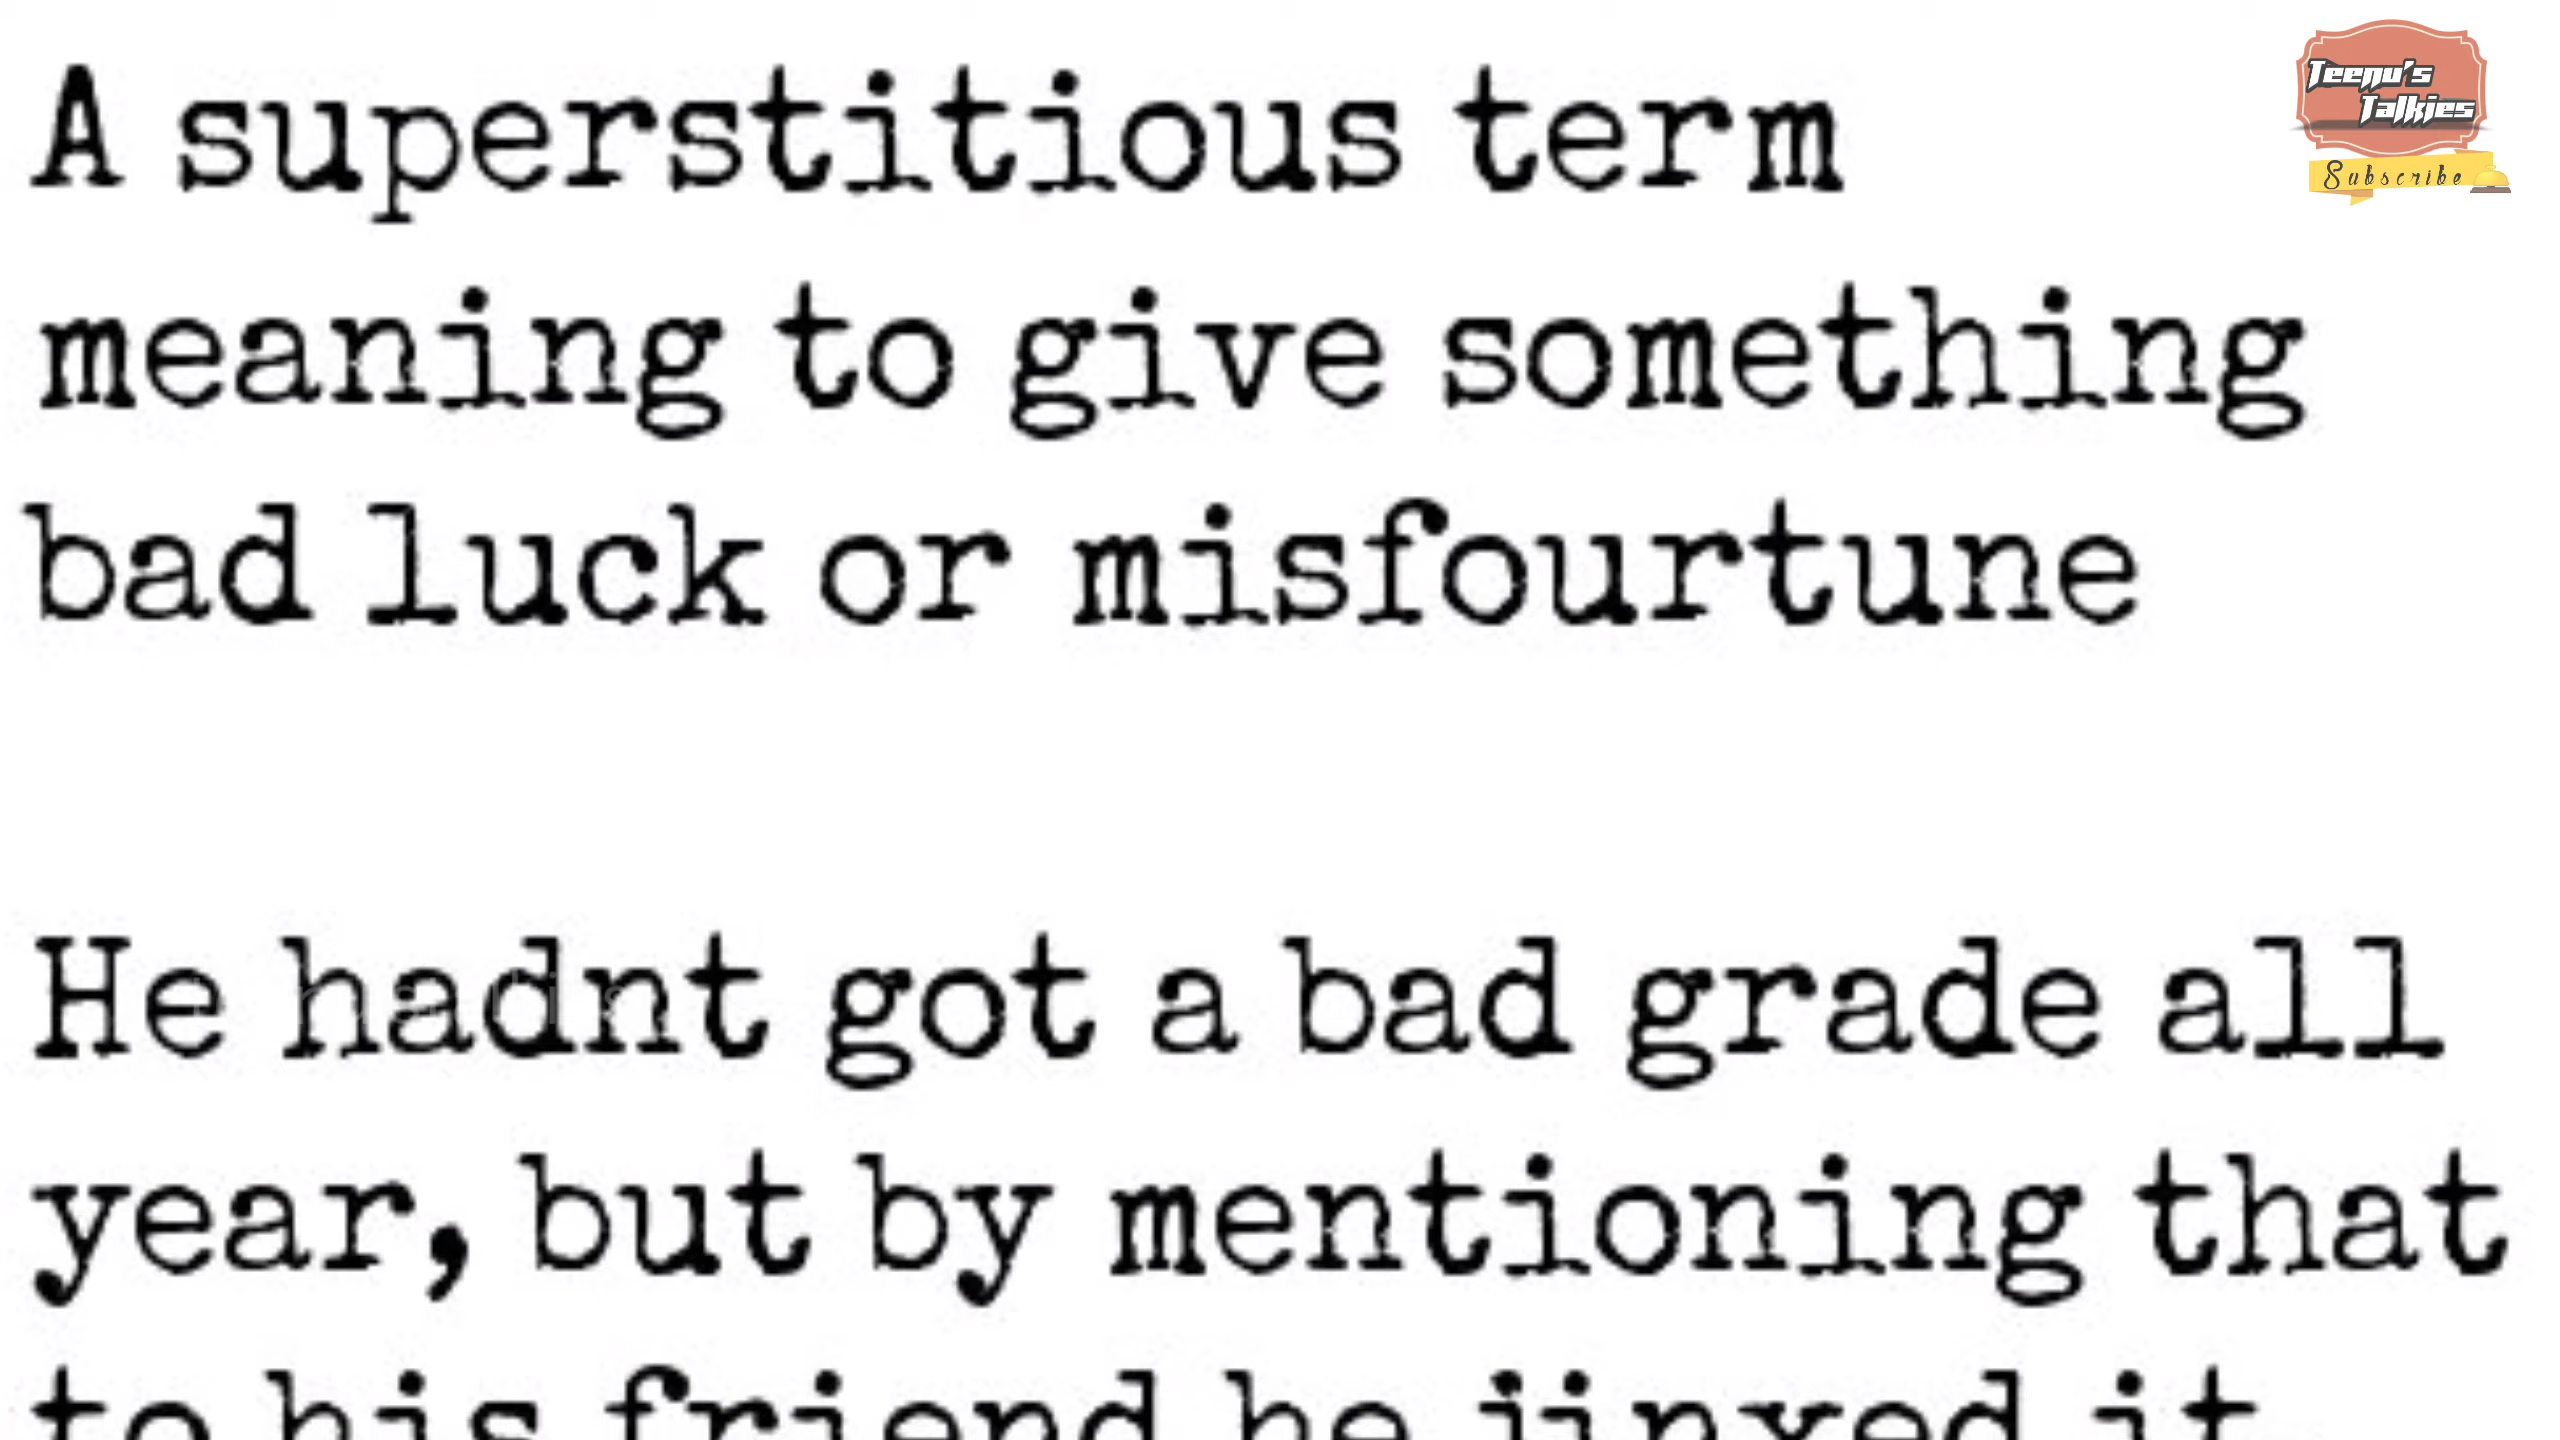 A superstitious term
meaning to give something
bad luck or misfourtune
He hadnt got a bad grade all
year, but by mentioning that
to his friend he jinxed it
Jeenu's
Talkies
Subscribe